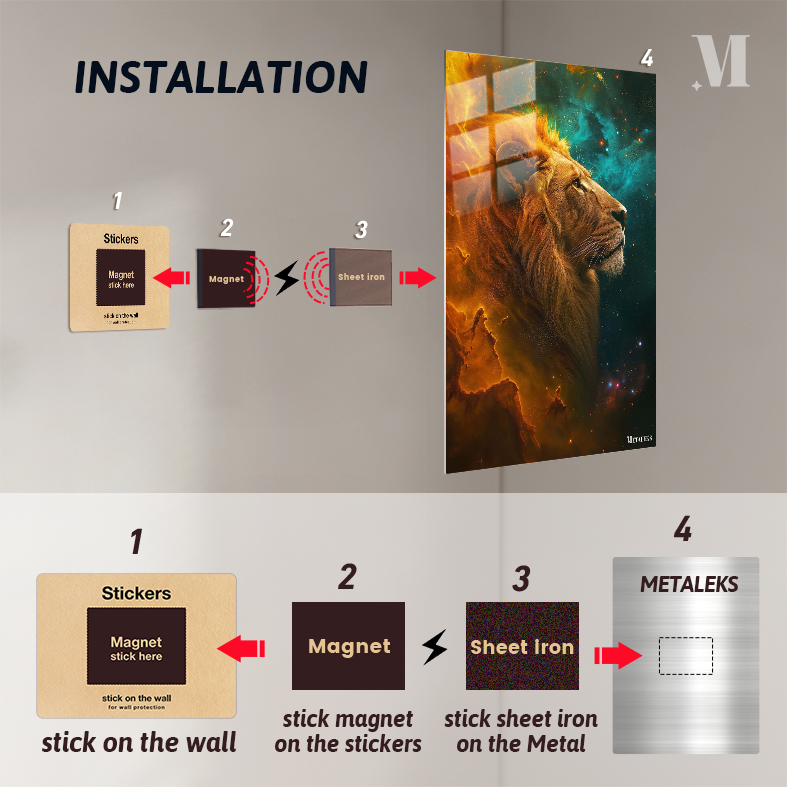 INSTALLATION
M
4
1
2
3
Stickers
Magnet
stick here
stick on the wall
for wall protection
Magnet
Sheet iron
METALEKS
1
2
3
4
Stickers
Magnet
stick here
stick on the wall
for wall protection
Magnet
Sheet iron
METALEKS
stick on the wall
stick magnet
on the stickers
stick sheet iron
on the Metal